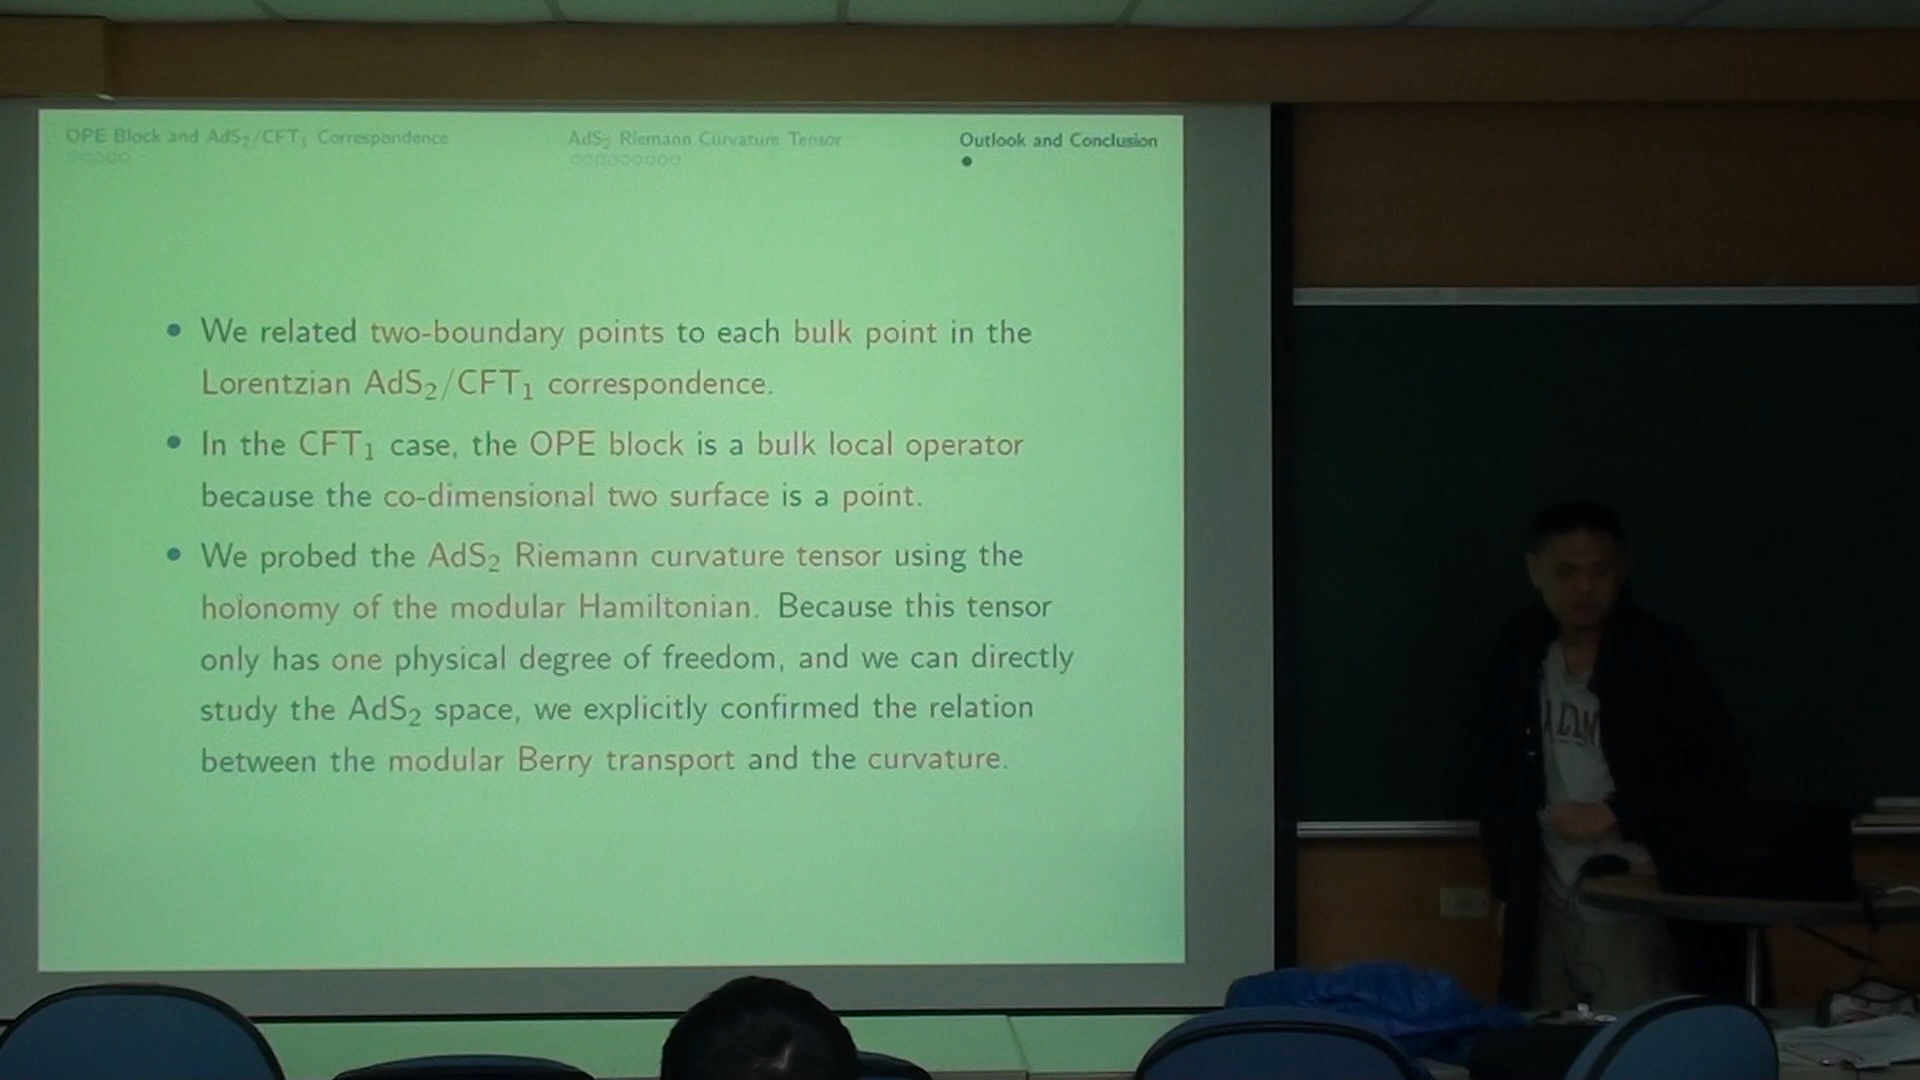 OPE Block and AdS₂/CFT₁ Correspondence
AdS₂ Riemann Curvature Tensor
Outlook and Conclusion
• We related two-boundary points to each bulk point in the
Lorentzian AdS₂/CFT₁ correspondence.
• In the CFT₁ case, the OPE block is a bulk local operator
because the co-dimensional two surface is a point.
• We probed the AdS₂ Riemann curvature tensor using the
holonomy of the modular Hamiltonian. Because this tensor
only has one physical degree of freedom, and we can directly
study the AdS₂ space, we explicitly confirmed the relation
between the modular Berry transport and the curvature.